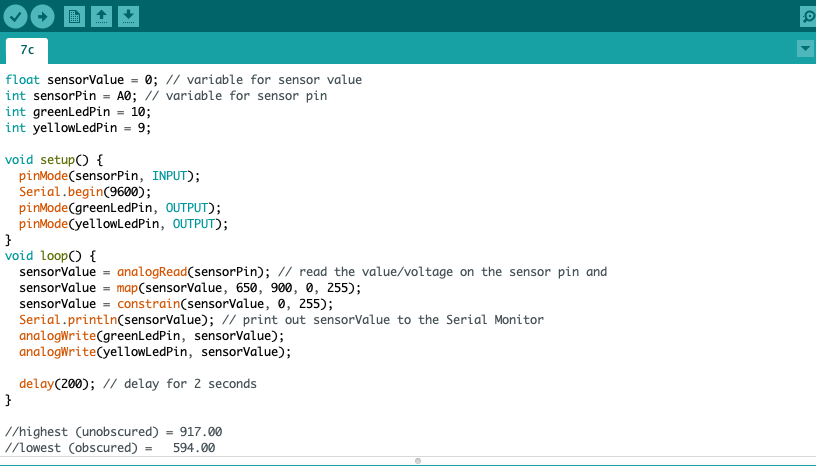 7c
float sensorValue = 0; // variable for sensor value
int sensorPin = A0; // variable for sensor pin
int greenLedPin = 10;
int yellowLedPin = 9;
void setup() {
pinMode(sensorPin, INPUT);
Serial.begin(9600);
pinMode(greenLedPin, OUTPUT);
pinMode(yellowLedPin, OUTPUT);
}
void loop() {
sensorValue = analogRead(sensorPin); // read the value/voltage on the sensor pin and
sensorValue = map(sensorValue, 650, 900, 0, 255);
sensorValue = constrain(sensorValue, 0, 255);
Serial.println(sensorValue); // print out sensorValue to the Serial Monitor
analogWrite(greenLedPin, sensorValue);
analogWrite(yellowLedPin, sensorValue);
delay(200); // delay for 2 seconds
}
//highest (unobscured) = 917.00
//lowest (obscured) =   594.00